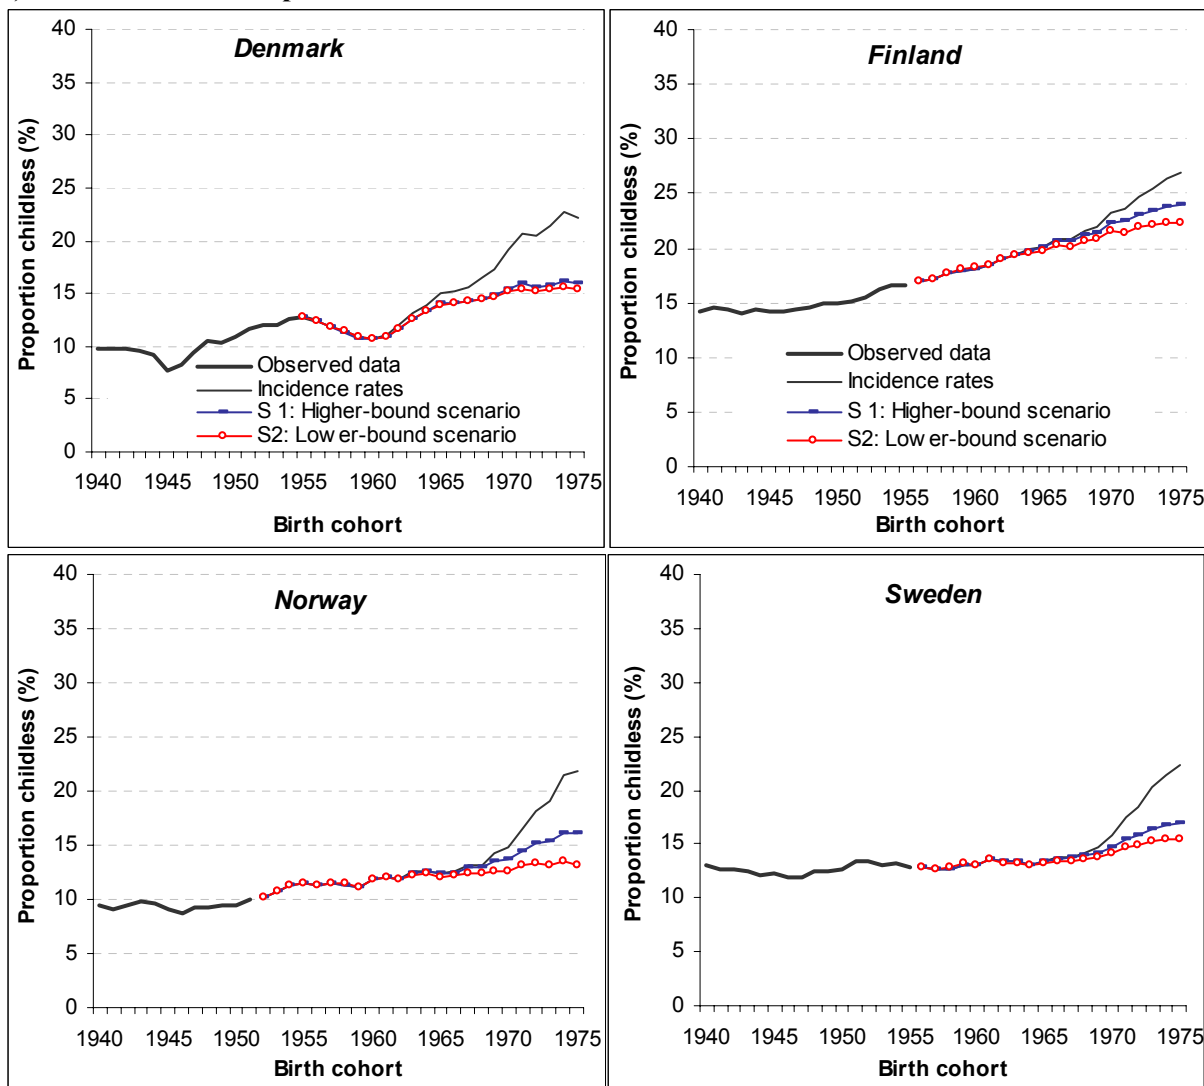 Denmark
Proportion childless (%)
40
35
30
25
20
15
10
5
0
Observed data
Incidence rates
S 1: Higher-bound scenario
S2: Low er-bound scenario
1940 1945 1950 1955 1960 1965 1970 1975
Birth cohort
Finland
Proportion childless (%)
40
35
30
25
20
15
10
5
0
Observed data
Incidence rates
S 1: Higher-bound scenario
S2: Low er-bound scenario
1940 1945 1950 1955 1960 1965 1970 1975
Birth cohort
Norway
Proportion childless (%)
40
35
30
25
20
15
10
5
0
1940 1945 1950 1955 1960 1965 1970 1975
Birth cohort
Sweden
Proportion childless (%)
40
35
30
25
20
15
10
5
0
1940 1945 1950 1955 1960 1965 1970 1975
Birth cohort